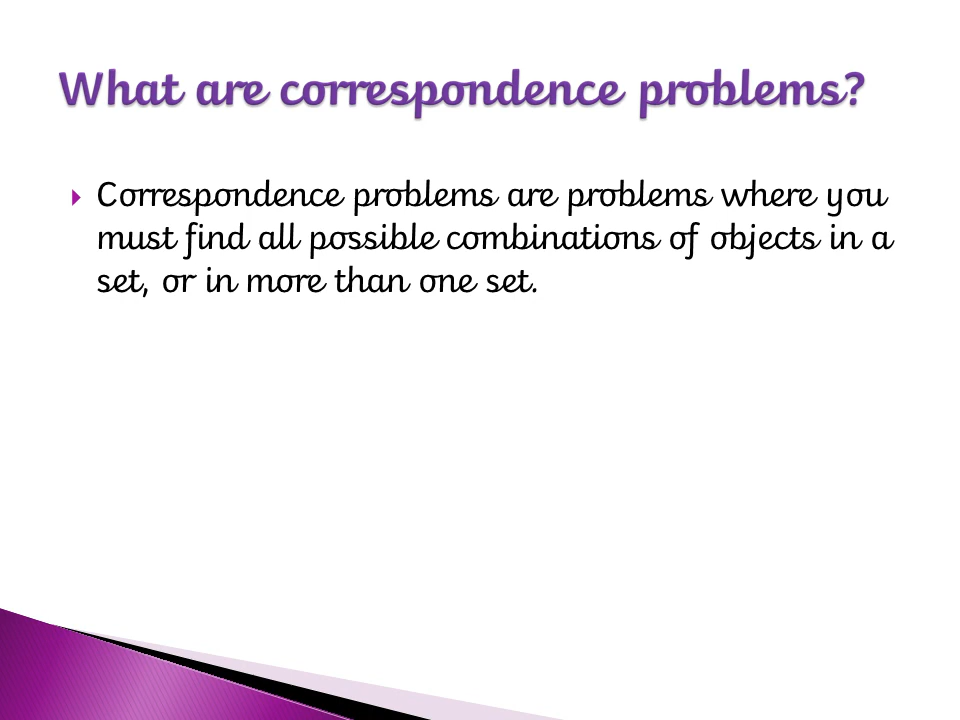 What are correspondence problems?
Correspondence problems are problems where you
must find all possible combinations of objects in a
set, or in more than one set.